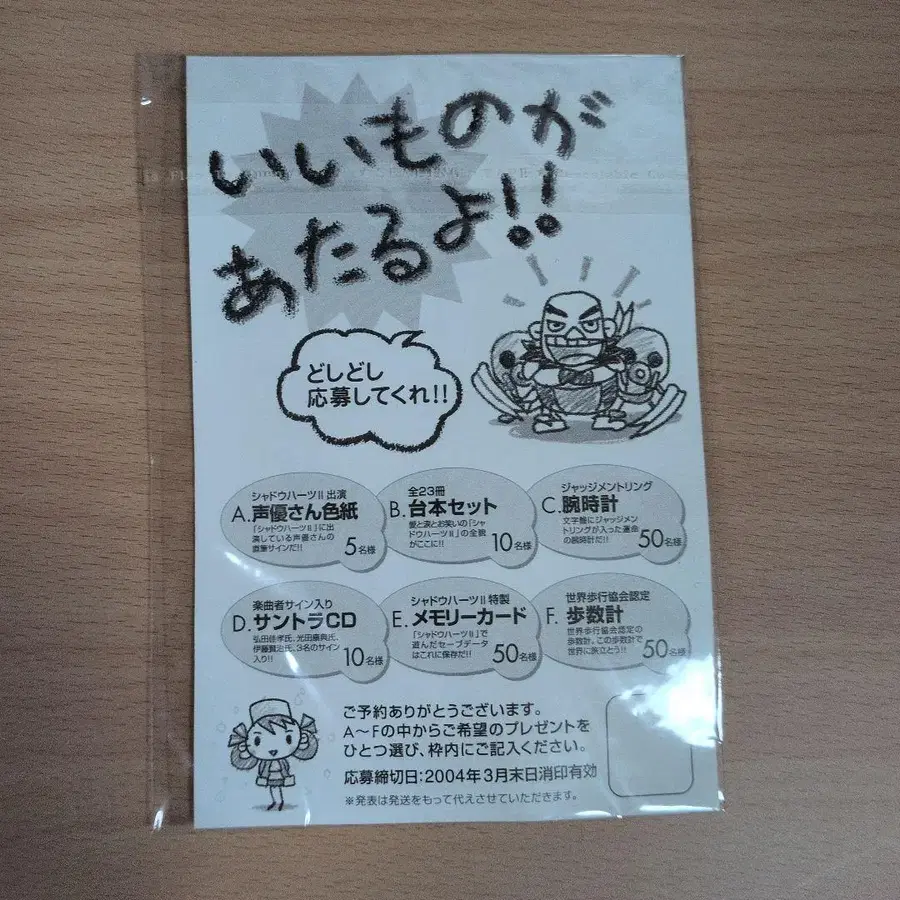 いいものが
あたるよ!!
どしどし
応募してくれ!!
シャドウハーツII 出演
A.声優さん色紙
「シャドウハーツII」に出
演している声優さんの
直筆サインだ!!
5名様
全23冊
B.台本セット
愛と涙とお笑いの「シャ
ドウハーツII」の全貌
がここに!!
10名様
ジャッジメントリング
C.腕時計
文字盤にジャッジメン
トリングが入った運命
の腕時計だ!!
50名様
楽曲者サイン入り
D.サントラCD
弘田佳孝氏、光田康典氏、
伊藤賢治氏、3名のサイン
入り!!
10名様
シャドウハーツII 特製
E.メモリーカード
「シャドウハーツII」で
遊んだセーブデータ
はこれに保存だ!!
50名様
世界歩行協会認定
F.歩数計
世界歩行協会認定の
歩数計。この歩数計で
世界に旅立とう!!
50名様
ご予約ありがとうございます。
A〜Fの中からご希望のプレゼントを
ひとつ選び、枠内にご記入ください。
応募締切日:2004年3月末日消印有効
※発表は発送をもって代えさせていただきます。